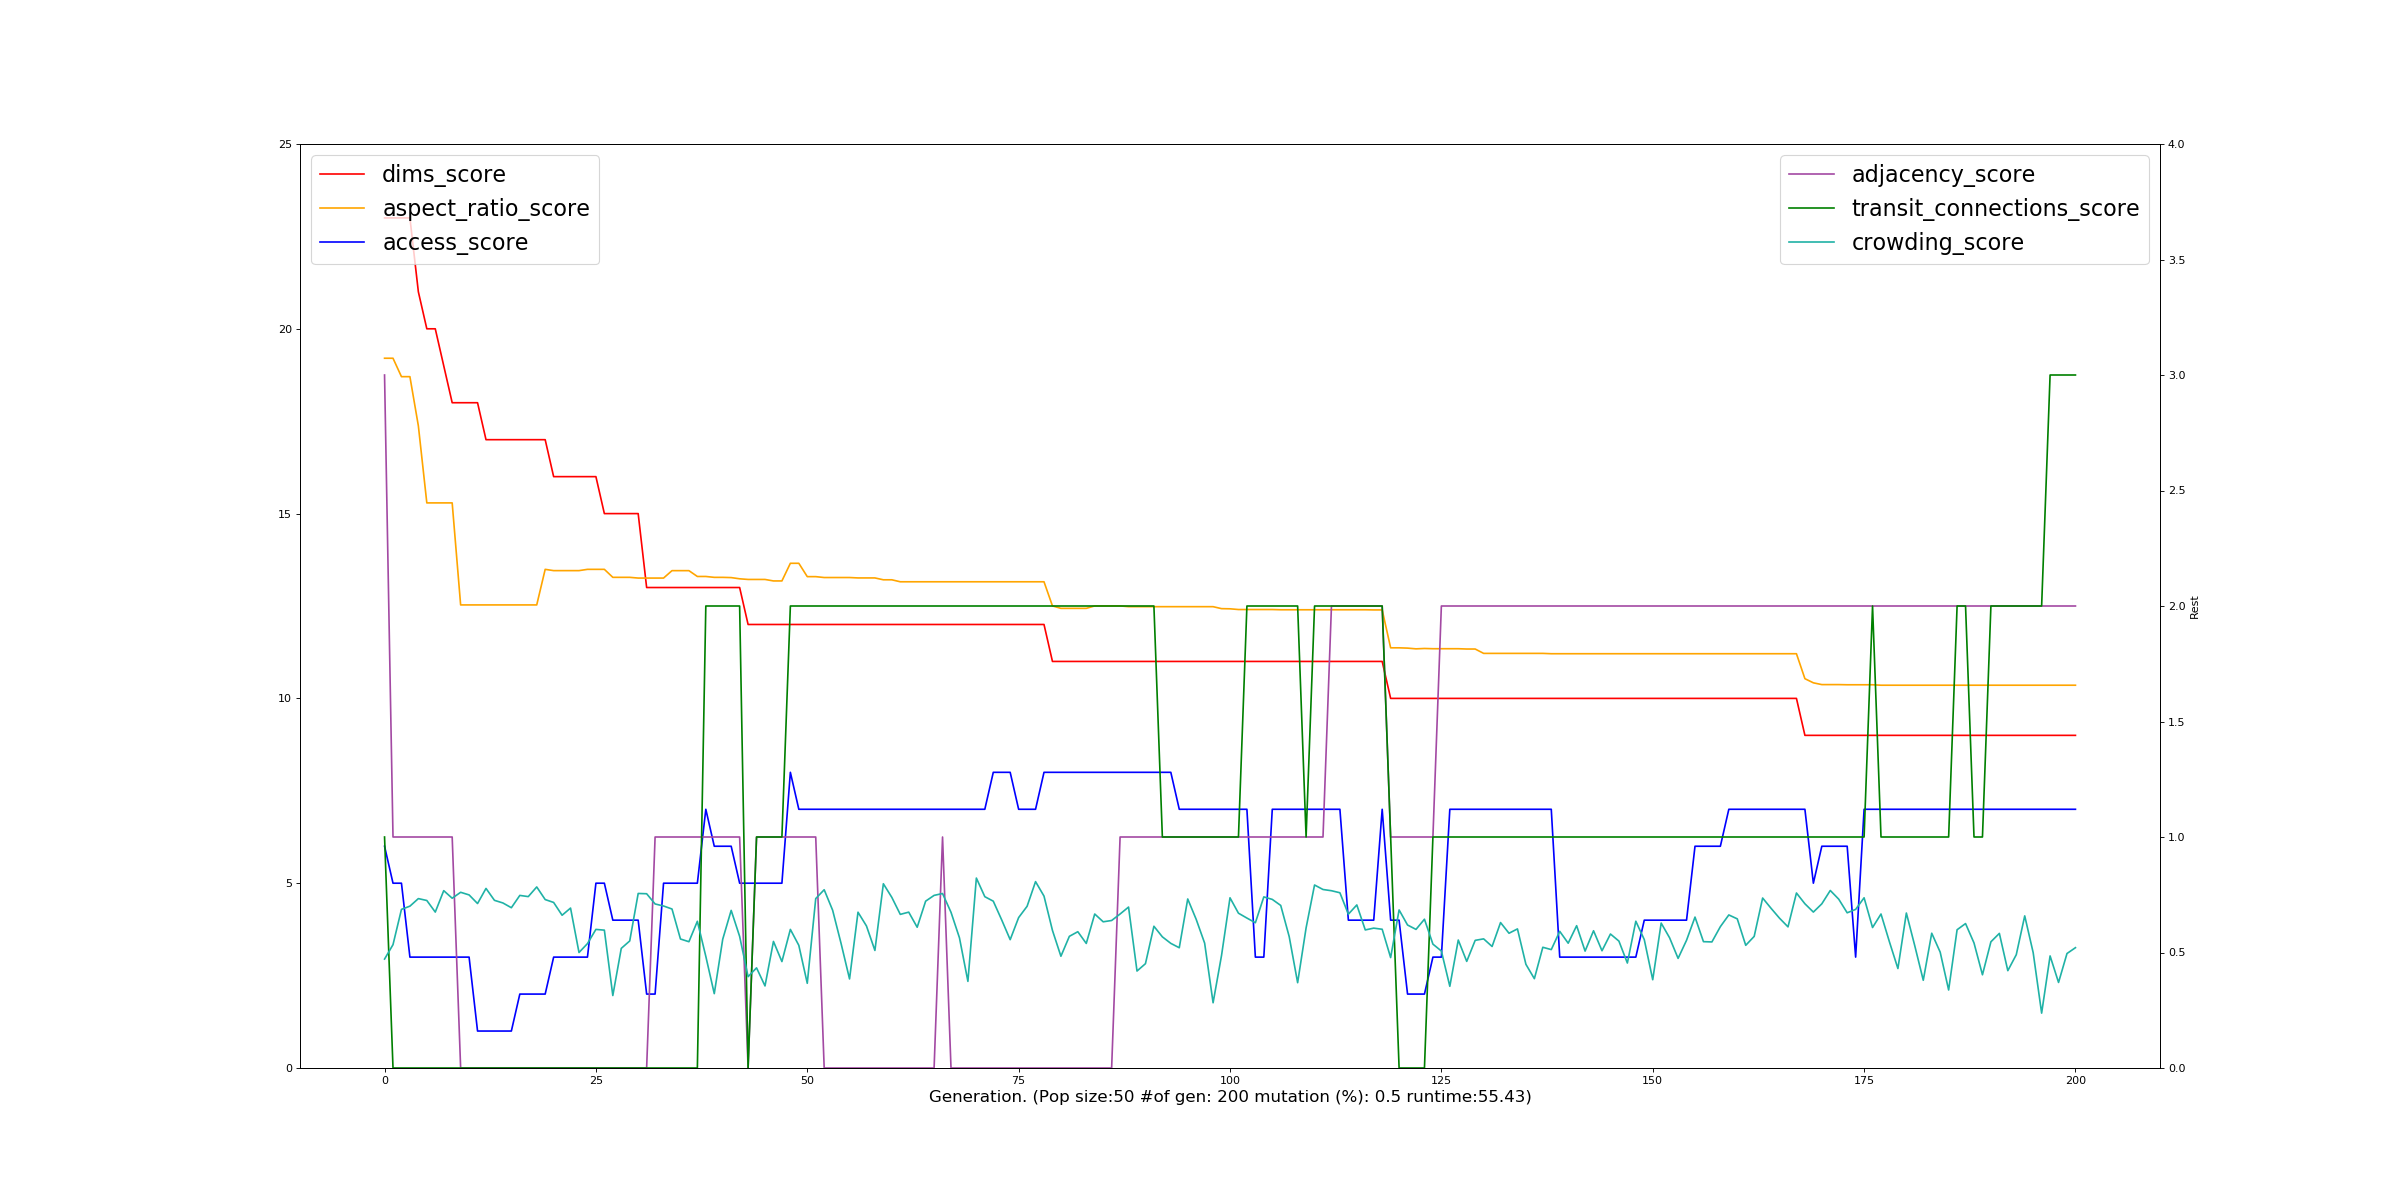 dims_score
aspect_ratio_score
access_score
adjacency_score
transit_connections_score
crowding_score
25
20
15
10
5
0
4.0
3.5
3.0
2.5
2.0
1.5
1.0
0.5
0.0
Rest
0 25 50 75 100 125 150 175 200
Generation. (Pop size:50 #of gen: 200 mutation (%): 0.5 runtime:55.43)